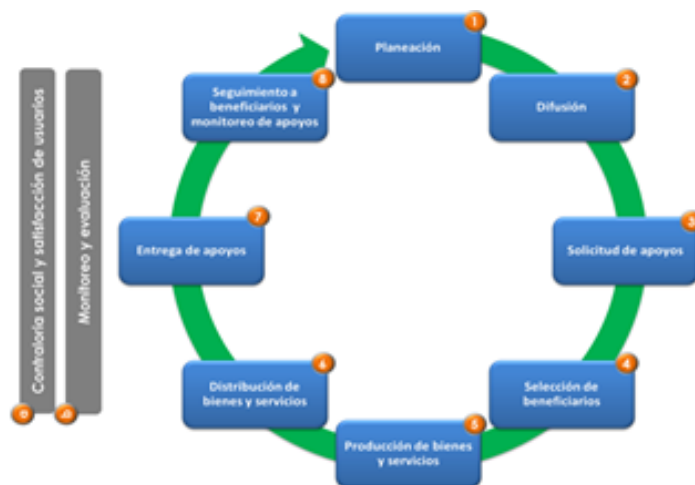 1
Planeación
2
Difusión
3
Solicitud de apoyos
4
Selección de
beneficiarios
5
Producción de bienes
y servicios
6
Distribución de
bienes y servicios
7
Entrega de apoyos
8
Seguimiento a
beneficiarios y
monitoreo de apoyos
Contraloría social y satisfacción de usuarios
Monitoreo y evaluación